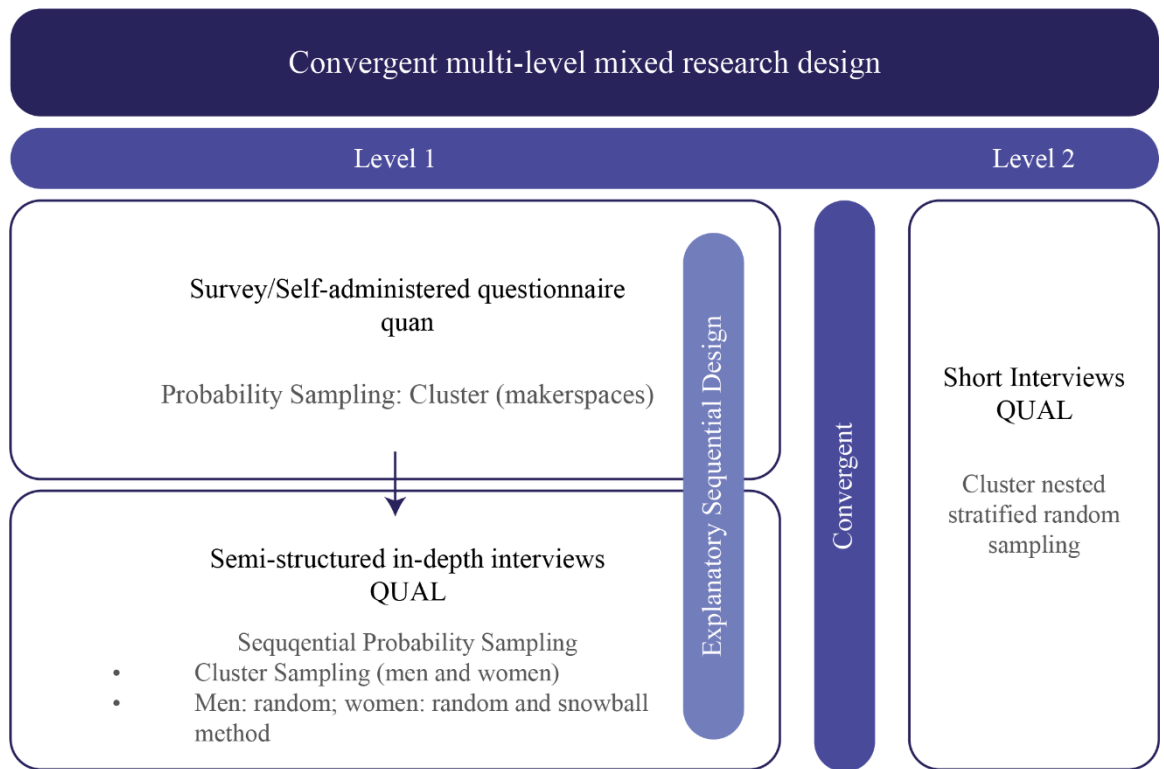 Convergent multi-level mixed research design
Level 1
Level 2
Survey/Self-administered questionnaire
quan
Probability Sampling: Cluster (makerspaces)
Semi-structured in-depth interviews
QUAL
Sequqential Probability Sampling
• Cluster Sampling (men and women)
• Men: random; women: random and snowball
method
Explanatory Sequential Design
Convergent
Short Interviews
QUAL
Cluster nested
stratified random
sampling